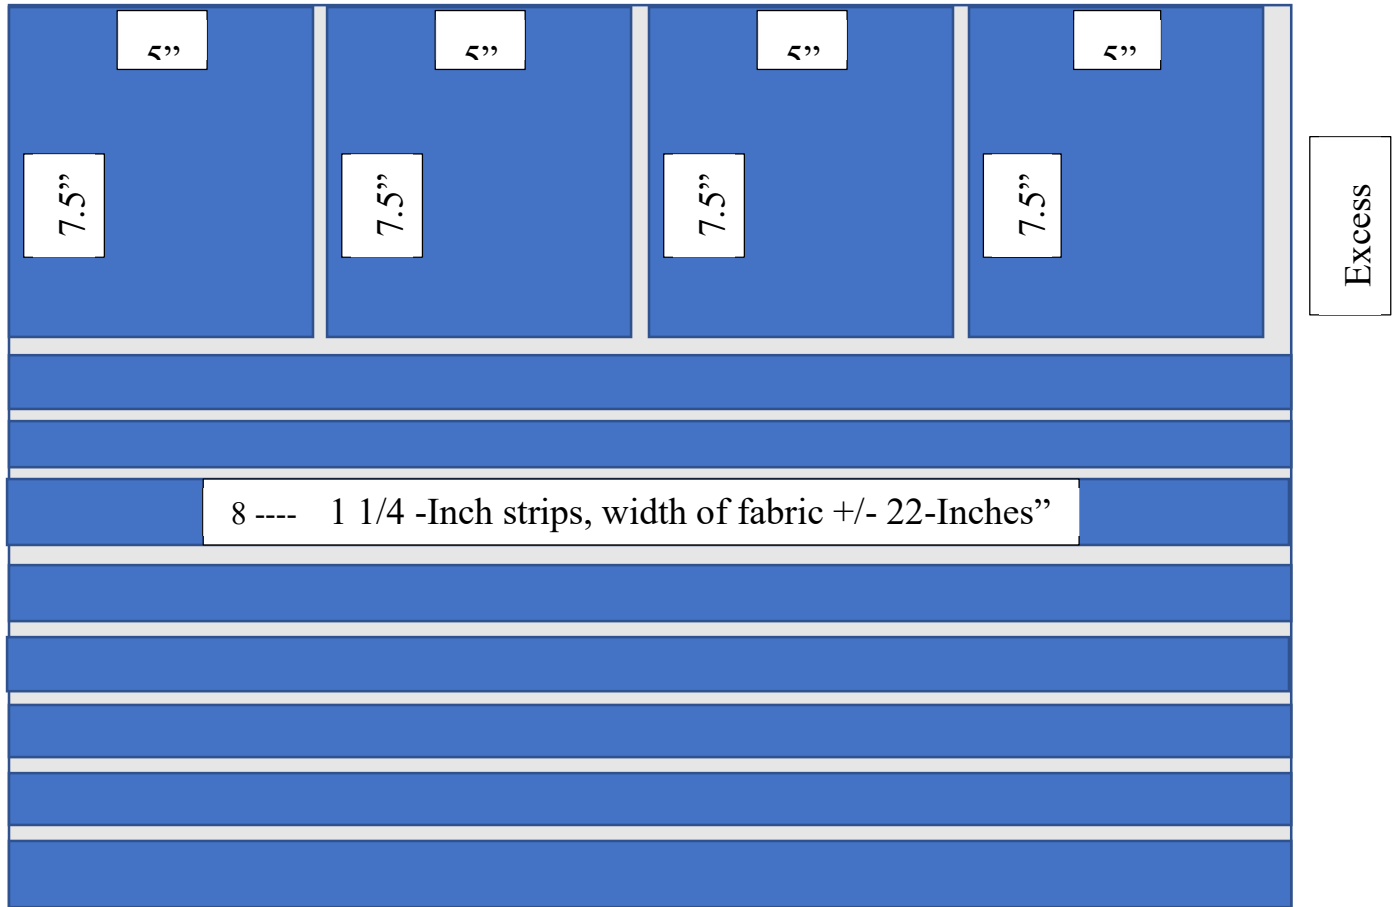 5” 5” 5” 5”
7.5” 7.5” 7.5” 7.5”
Excess
8 ---- 1 1/4 -Inch strips, width of fabric +/- 22-Inches”